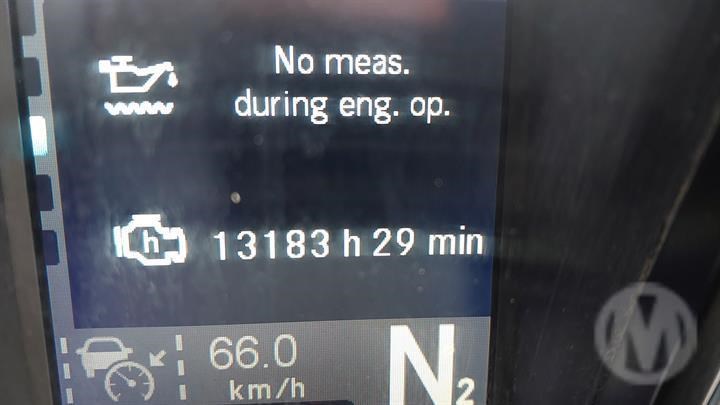 No meas.
during eng. op.
h
13183 h 29 min
66.0
km/h
N2
M